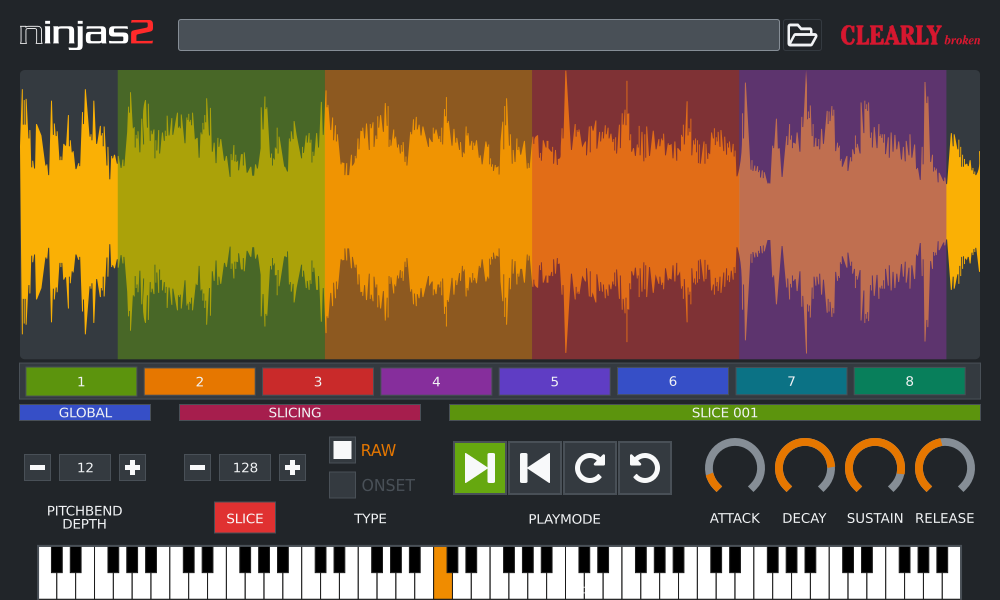 ninjas2
CLEARLY broken
1 2 3 4 5 6 7 8
GLOBAL SLICING SLICE 001
RAW
12 128
ONSET
PITCHBEND
DEPTH
SLICE TYPE PLAYMODE ATTACK DECAY SUSTAIN RELEASE